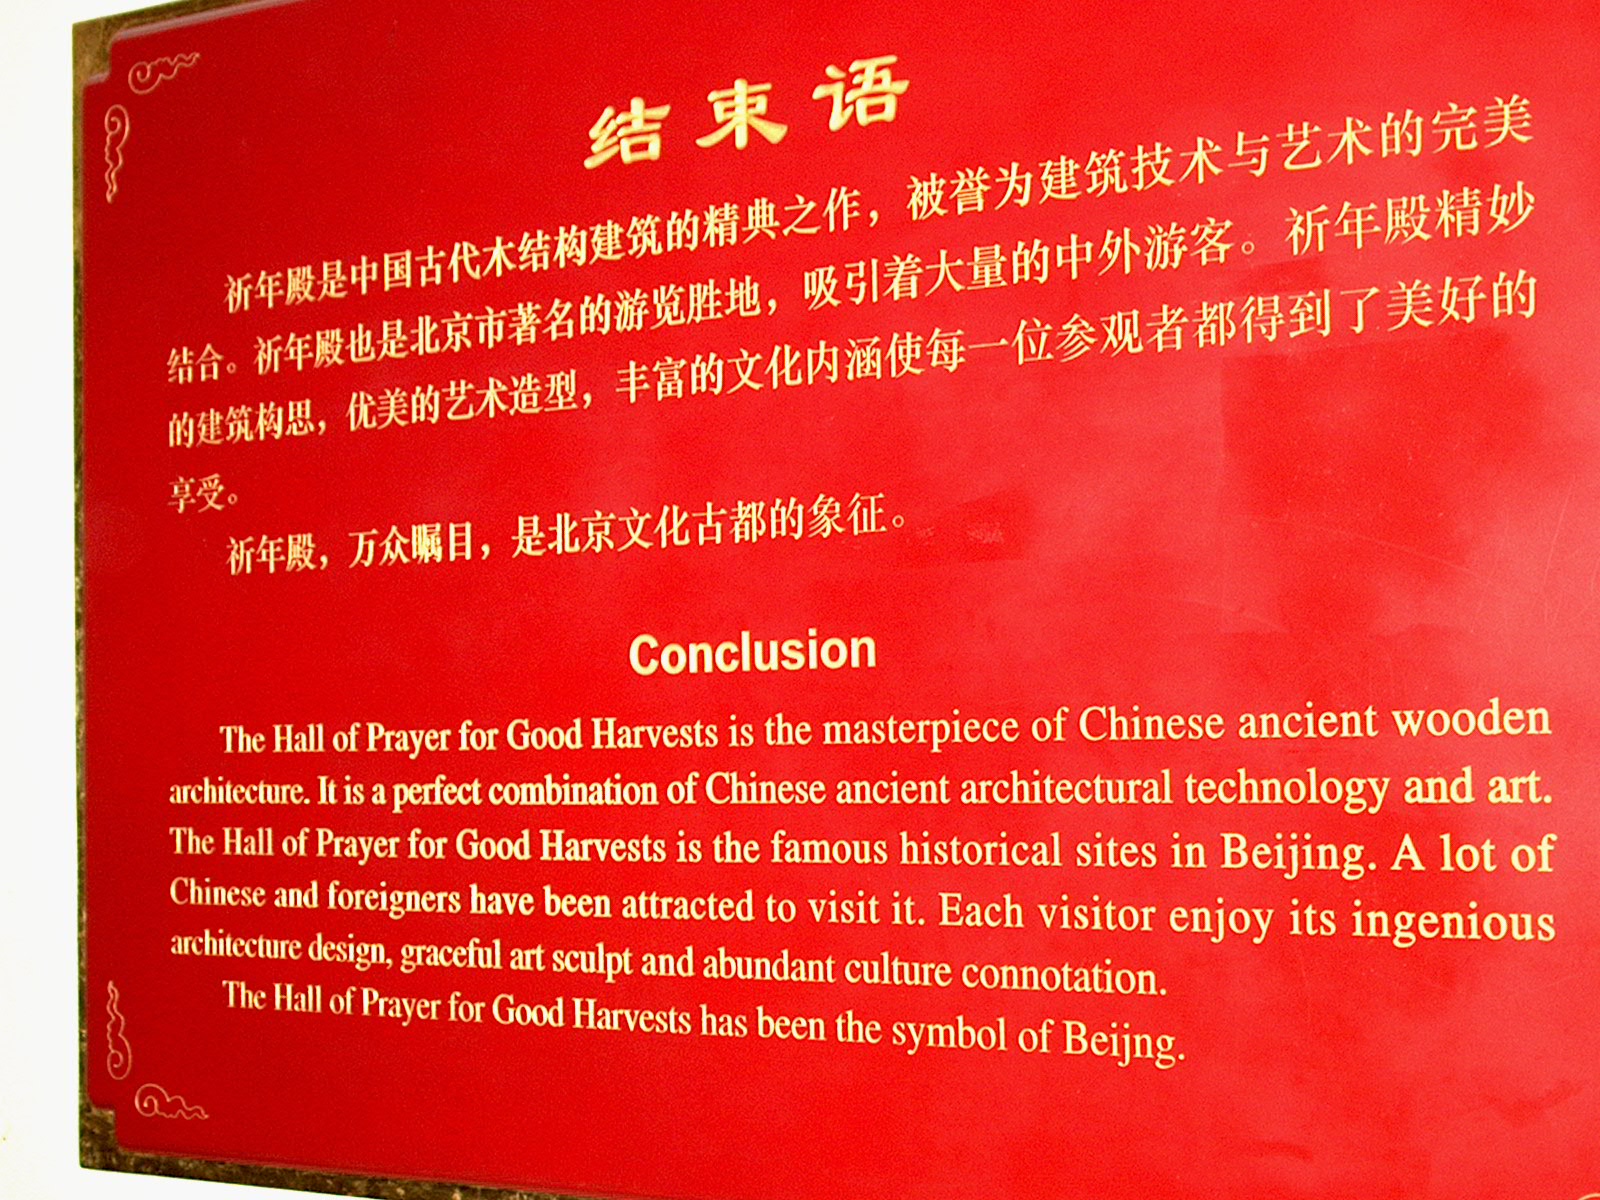 结束语
祈年殿是中国古代木结构建筑的精典之作，被誉为建筑技术与艺术的完美
结合。祈年殿也是北京市著名的游览胜地，吸引着大量的中外游客。祈年殿精妙
的建筑构思，优美的艺术造型，丰富的文化内涵使每一位参观者都得到了美好的
享受。
祈年殿，万众瞩目，是北京文化古都的象征。
Conclusion
The Hall of Prayer for Good Harvests is the masterpiece of Chinese ancient wooden
architecture. It is a perfect combination of Chinese ancient architectural technology and art.
The Hall of Prayer for Good Harvests is the famous historical sites in Beijing. A lot of
Chinese and foreigners have been attracted to visit it. Each visitor enjoy its ingenious
architecture design, graceful art sculpt and abundant culture connotation.
The Hall of Prayer for Good Harvests has been the symbol of Beijng.